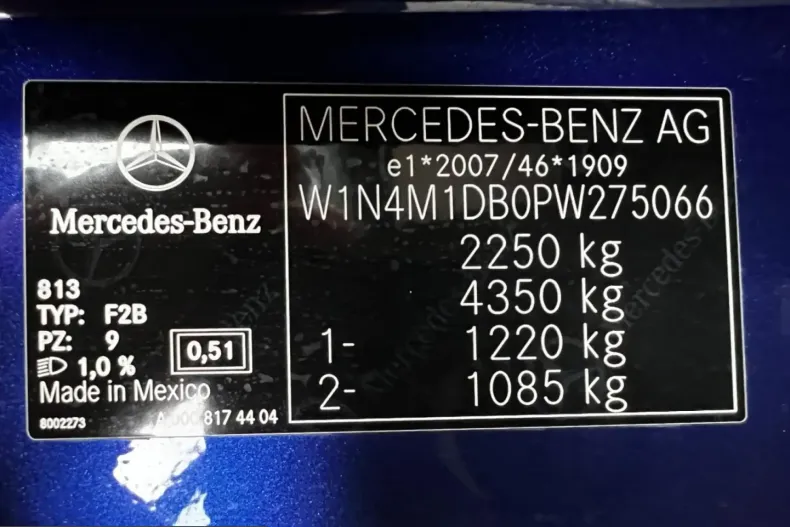 Mercedes-Benz
813
TYP: F2B
PZ: 9
1,0 %
0,51
Made in Mexico
8002273
A 000 817 44 04
MERCEDES-BENZ AG
e1*2007/46*1909
W1N4M1DB0PW275066
2250 kg
4350 kg
1- 1220 kg
2- 1085 kg